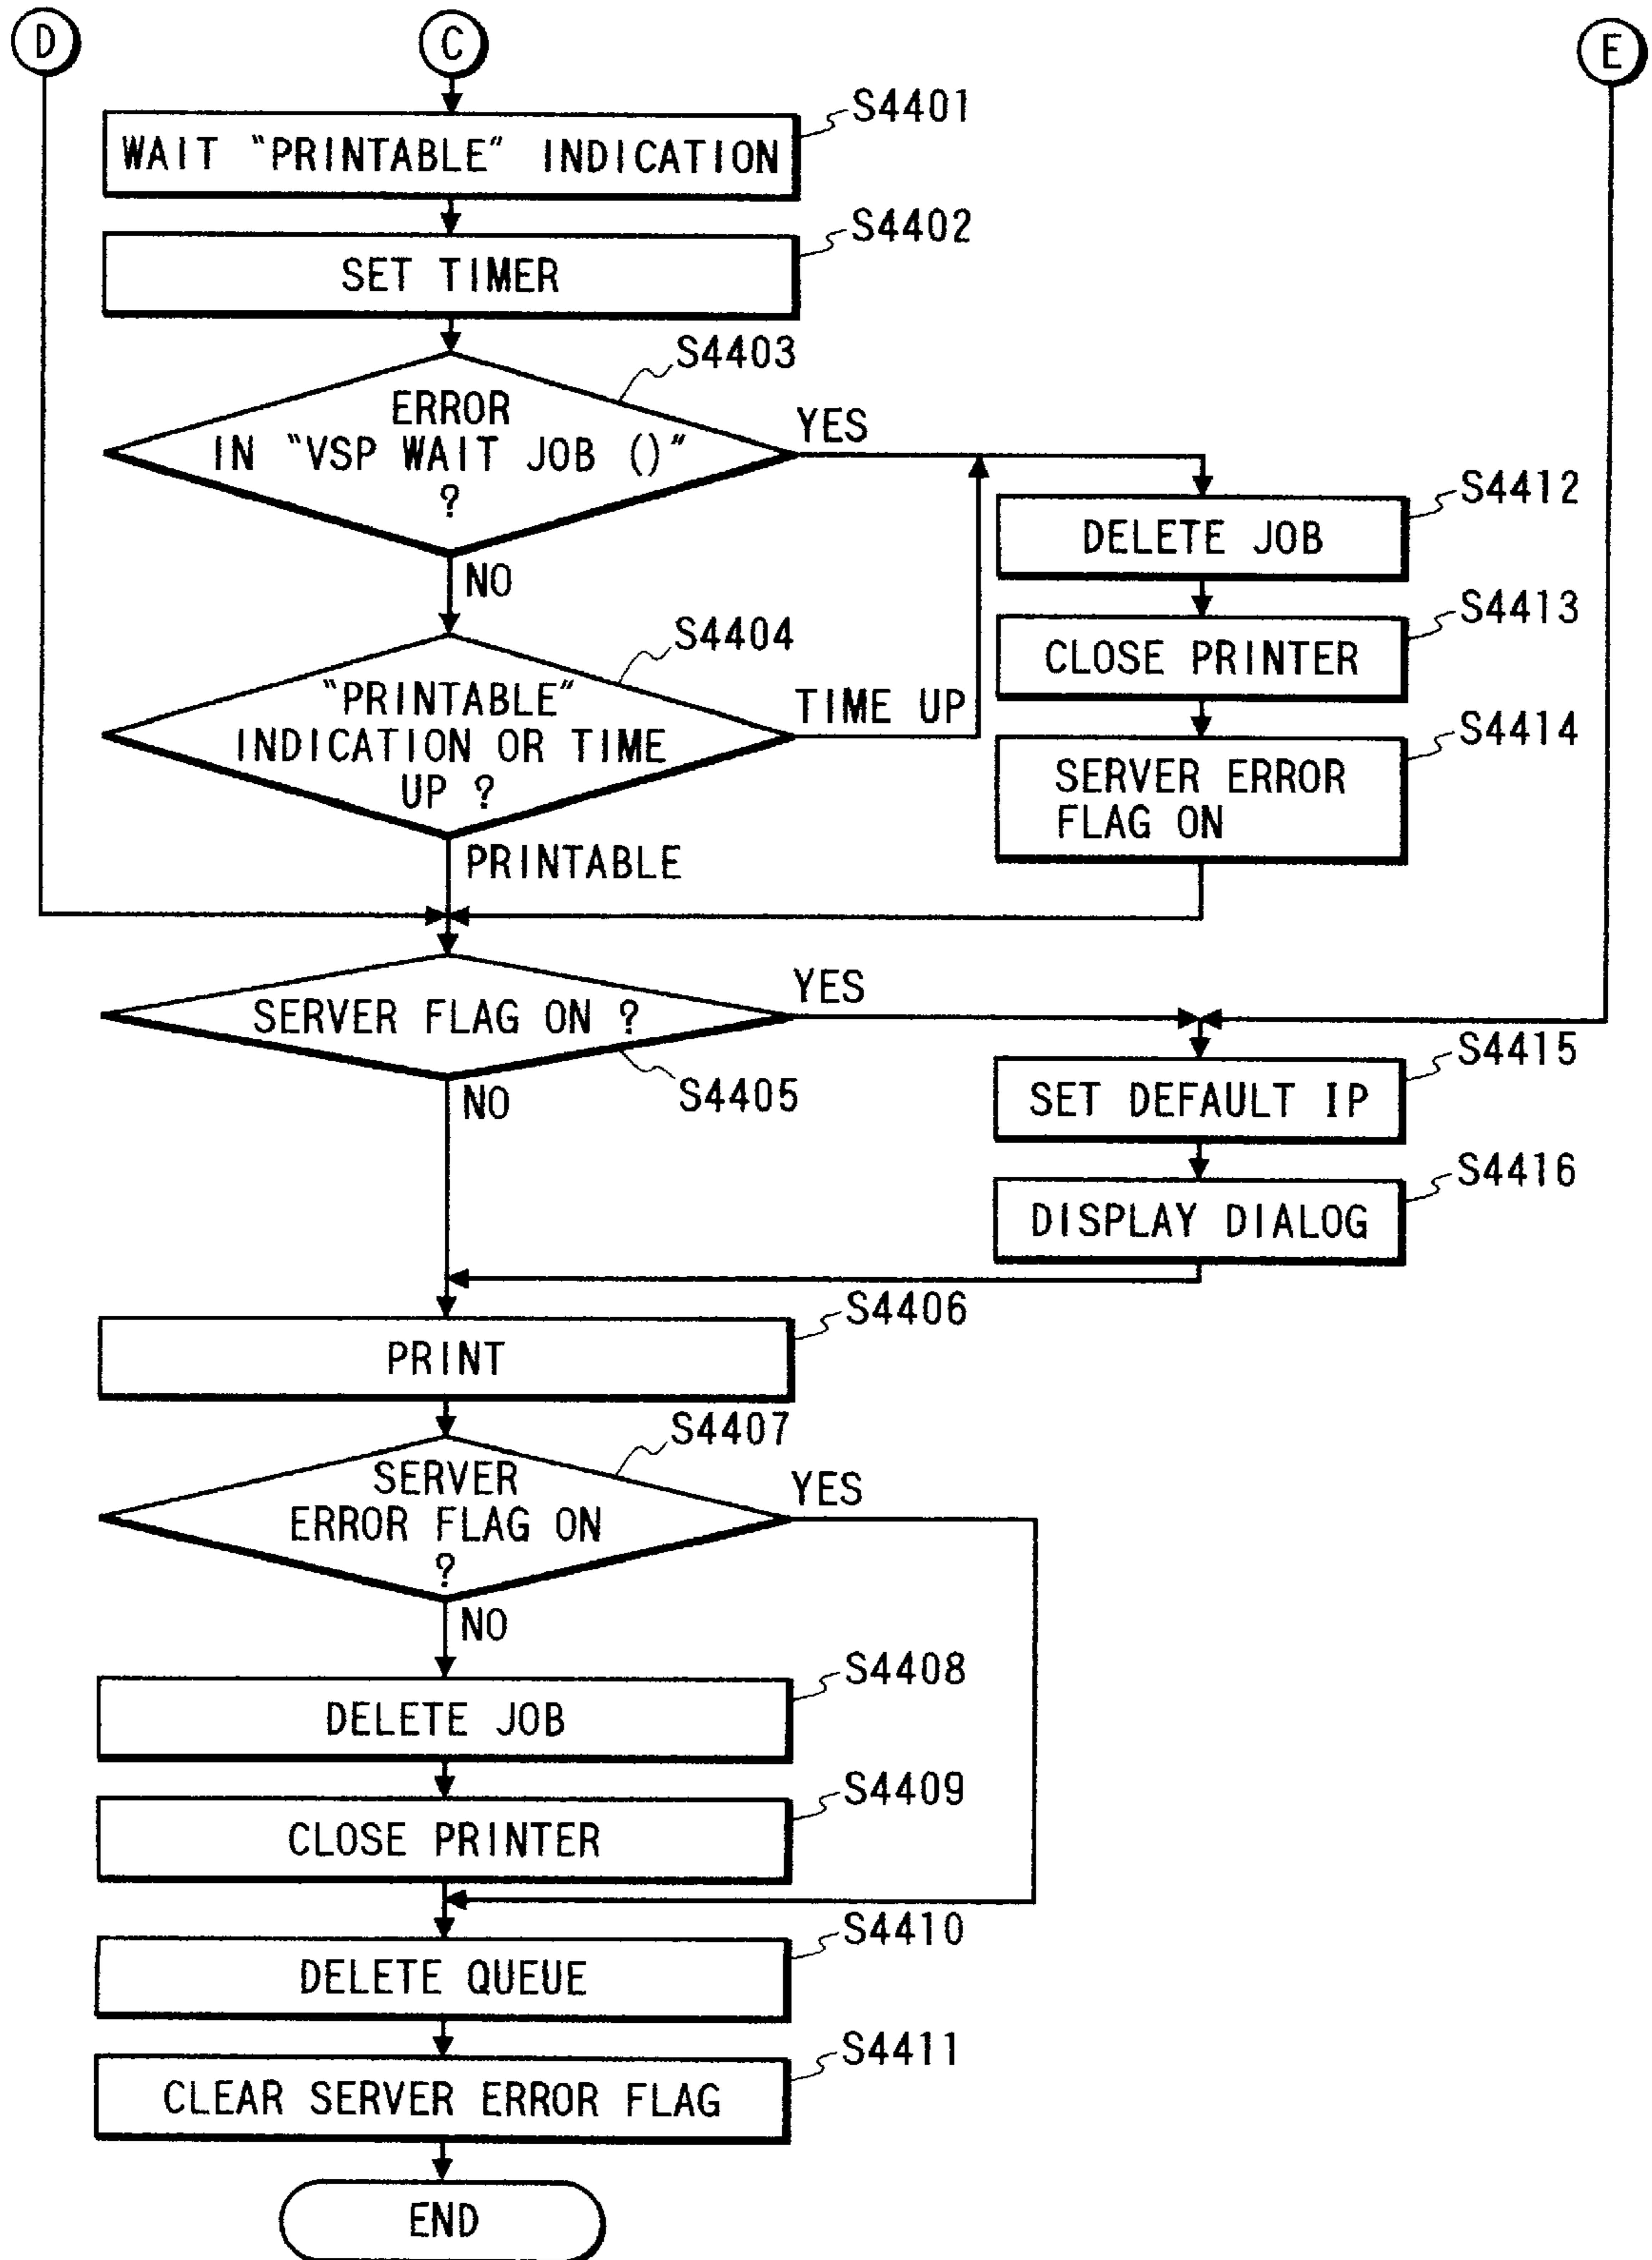 D
C
E
S4401
WAIT "PRINTABLE" INDICATION
S4402
SET TIMER
S4403
ERROR
IN "VSP WAIT JOB ()"
?
YES
NO
S4412
DELETE JOB
S4413
CLOSE PRINTER
S4414
SERVER ERROR
FLAG ON
S4404
"PRINTABLE"
INDICATION OR TIME
UP ?
TIME UP
PRINTABLE
SERVER FLAG ON ?
YES
S4405
NO
S4415
SET DEFAULT IP
S4416
DISPLAY DIALOG
S4406
PRINT
S4407
SERVER
ERROR FLAG ON
?
YES
NO
S4408
DELETE JOB
S4409
CLOSE PRINTER
S4410
DELETE QUEUE
S4411
CLEAR SERVER ERROR FLAG
END